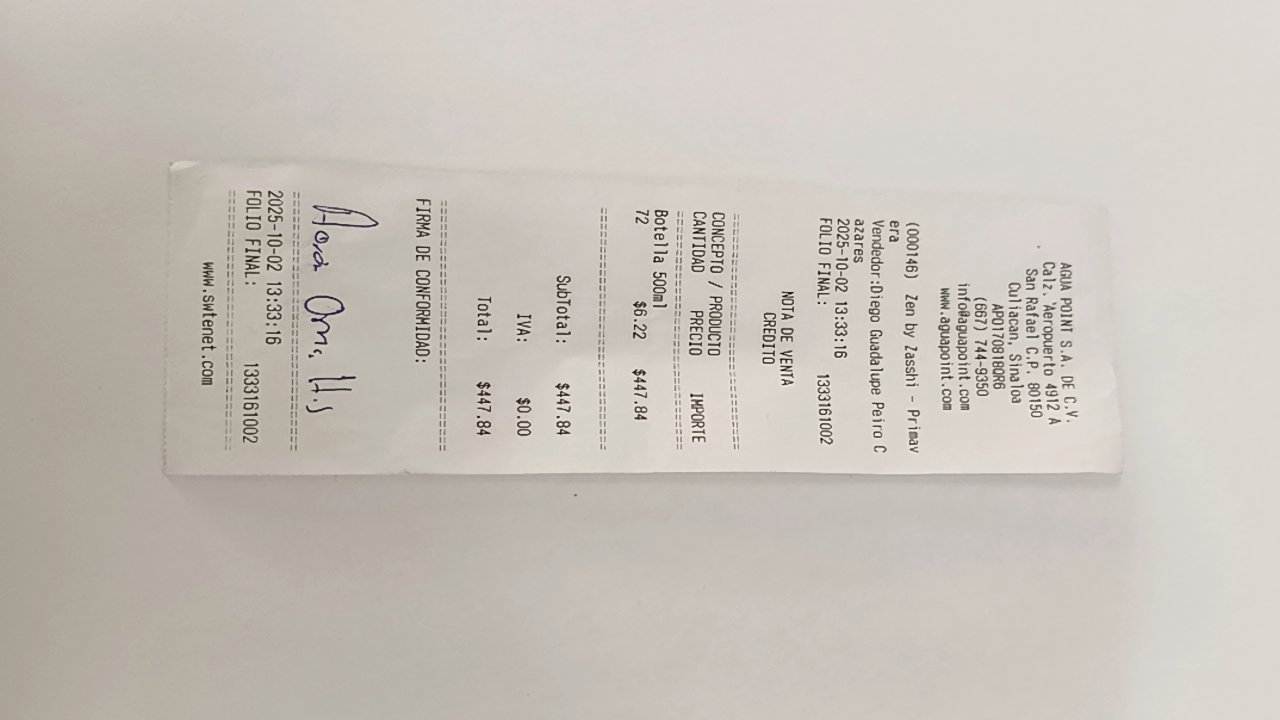 AGUA POINT S.A. DE C.V.
Calz. Aeropuerto 4912 A
San Rafael C.P. 80150
Culiacan, Sinaloa
APO170818QR6
(667) 744-9350
info@aguapoint.com
www.aguapoint.com
(000146) Zen by Zasshi - Primav
era
Vendedor:Diego Guadalupe Peiro C
azares
2025-10-02 13:33:16
FOLIO FINAL: 1333161002
NOTA DE VENTA
CREDITO
CONCEPTO / PRODUCTO
CANTIDAD PRECIO IMPORTE
Botella 500ml
72 $6.22 $447.84
SubTotal: $447.84
IVA: $0.00
Total: $447.84
FIRMA DE CONFORMIDAD:
2025-10-02 13:33:16
FOLIO FINAL: 1333161002
www.swtenet.com